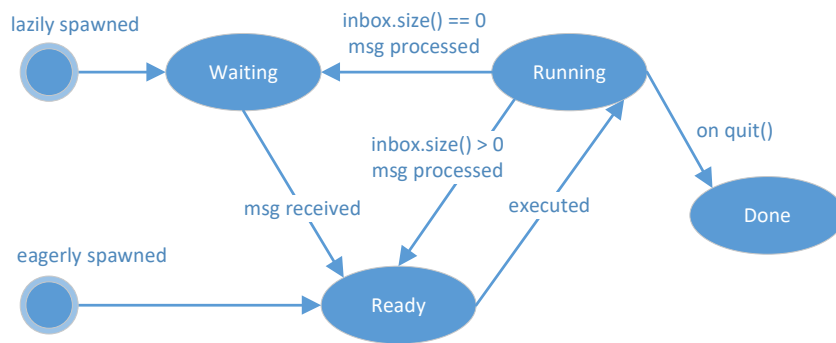 lazily spawned
inbox.size() == 0
msg processed
Waiting
Running
on quit()
inbox.size() > 0
msg processed
msg received
executed
Done
eagerly spawned
Ready